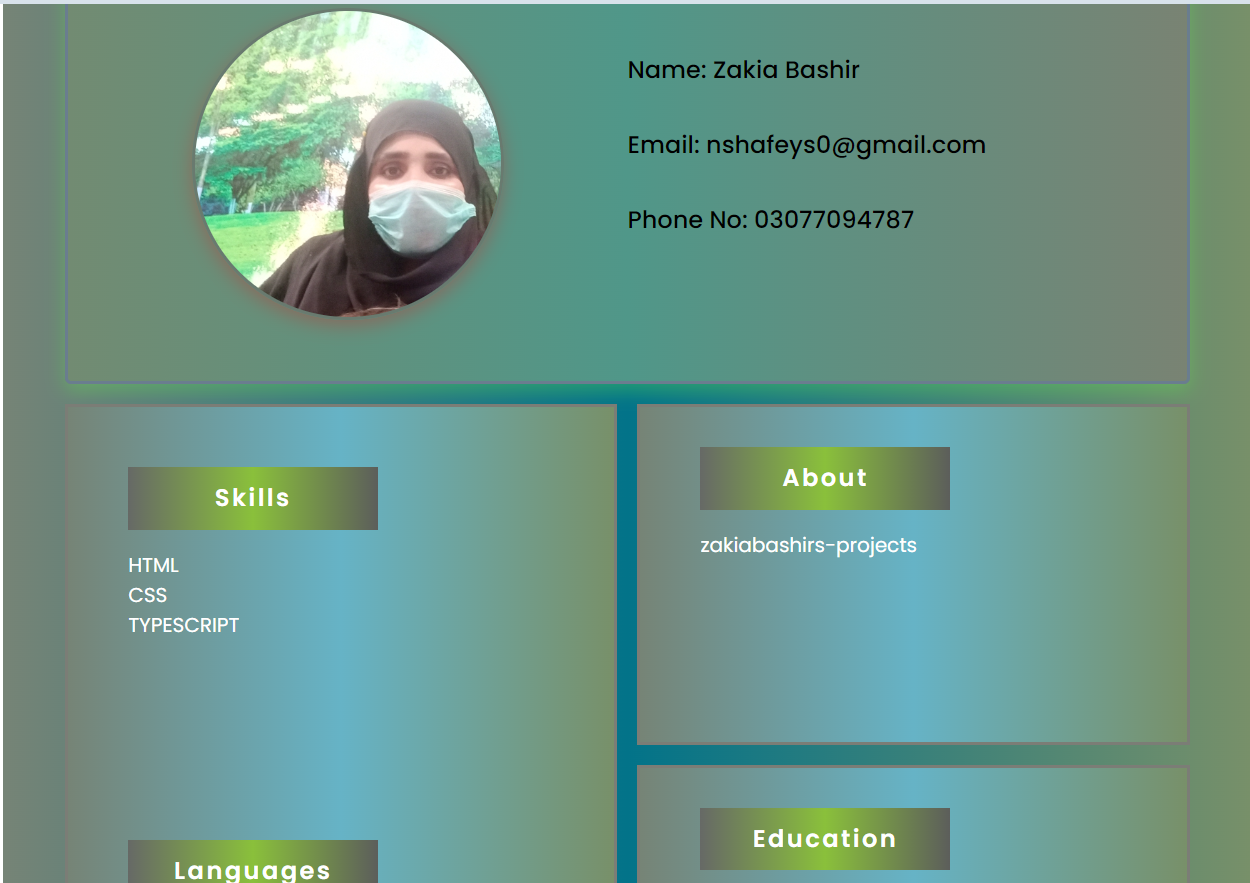 Name: Zakia Bashir
Email: nshafeys0@gmail.com
Phone No: 03077094787
Skills
HTML
CSS
TYPESCRIPT
Languages
About
zakiabashirs-projects
Education